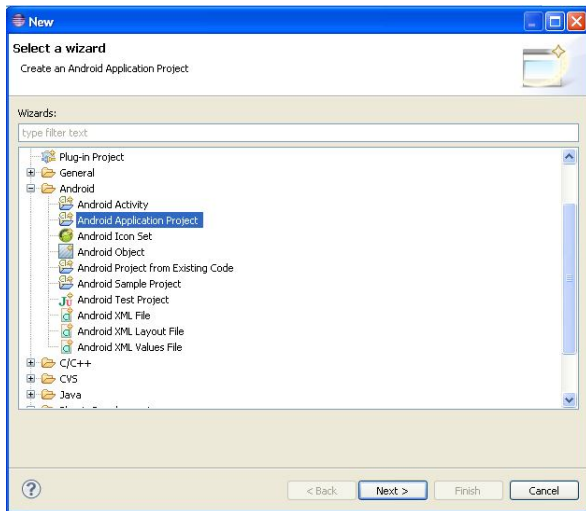 New
Select a wizard
Create an Android Application Project
Wizards:
type filter text
Plug-in Project
General
Android
Android Activity
Android Application Project
Android Icon Set
Android Object
Android Project from Existing Code
Android Sample Project
Android Test Project
Android XML File
Android XML Layout File
Android XML Values File
C/C++
CVS
Java
< Back
Next >
Finish
Cancel